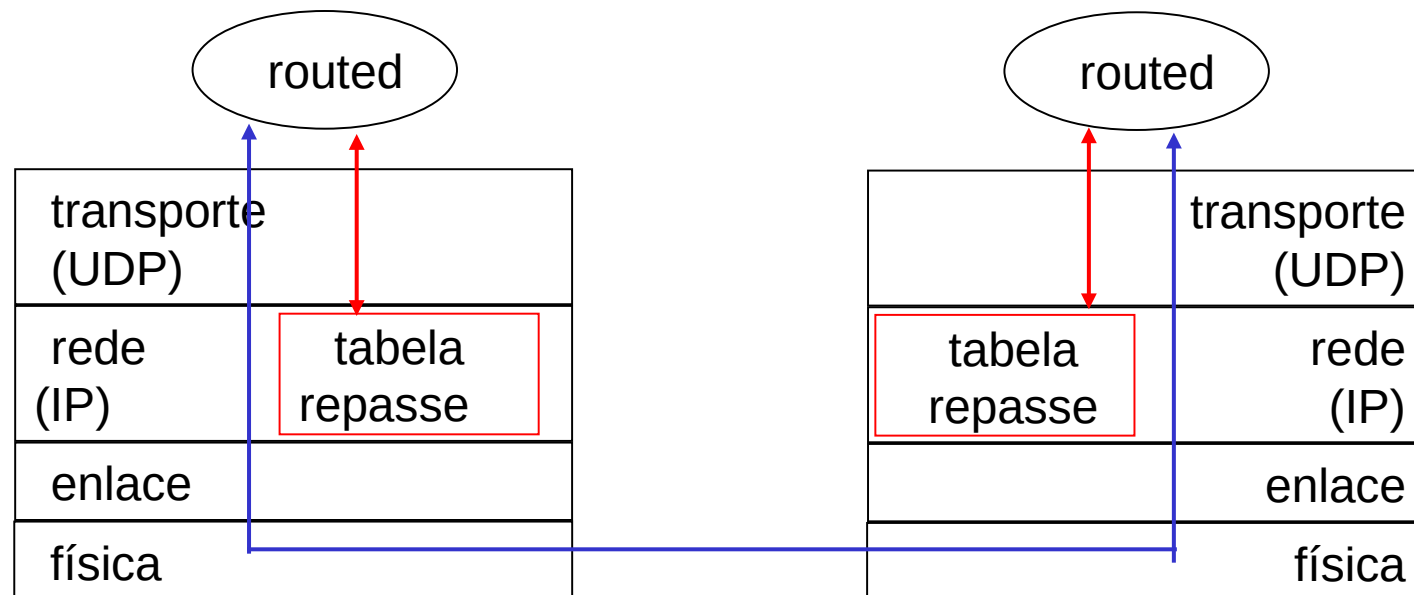 routed
routed
transporte
(UDP)
transporte
(UDP)
rede
(IP)
tabela
repasse
tabela
repasse
rede
(IP)
enlace
enlace
física
física